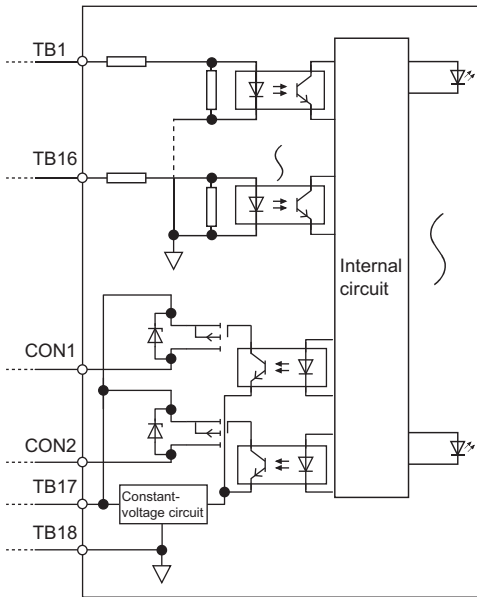 TB1
TB16
Internal
circuit
CON1
CON2
TB17
Constant-
voltage circuit
TB18